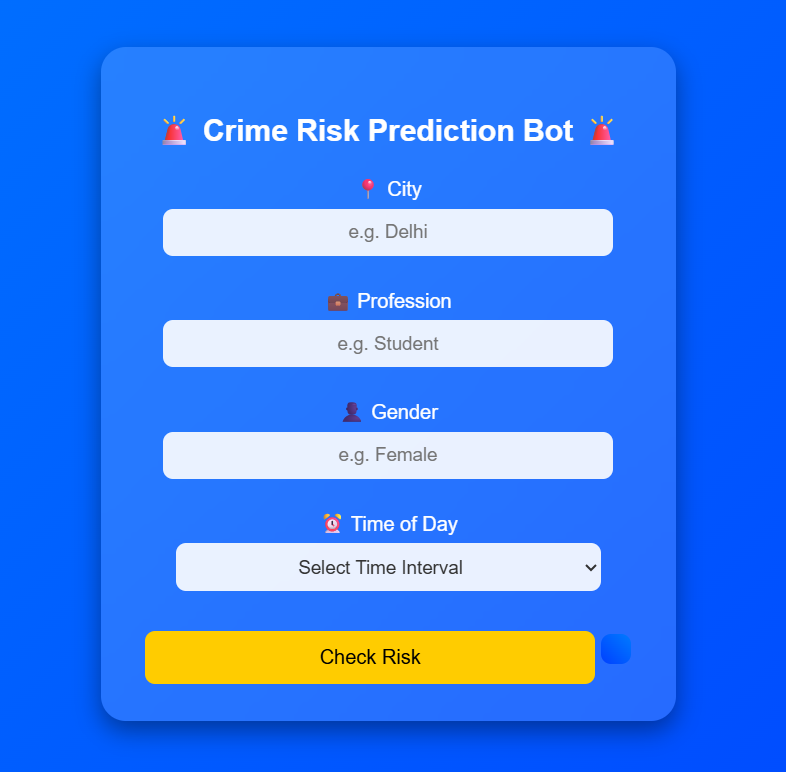 Crime Risk Prediction Bot
City
e.g. Delhi
Profession
e.g. Student
Gender
e.g. Female
Time of Day
Select Time Interval
Check Risk